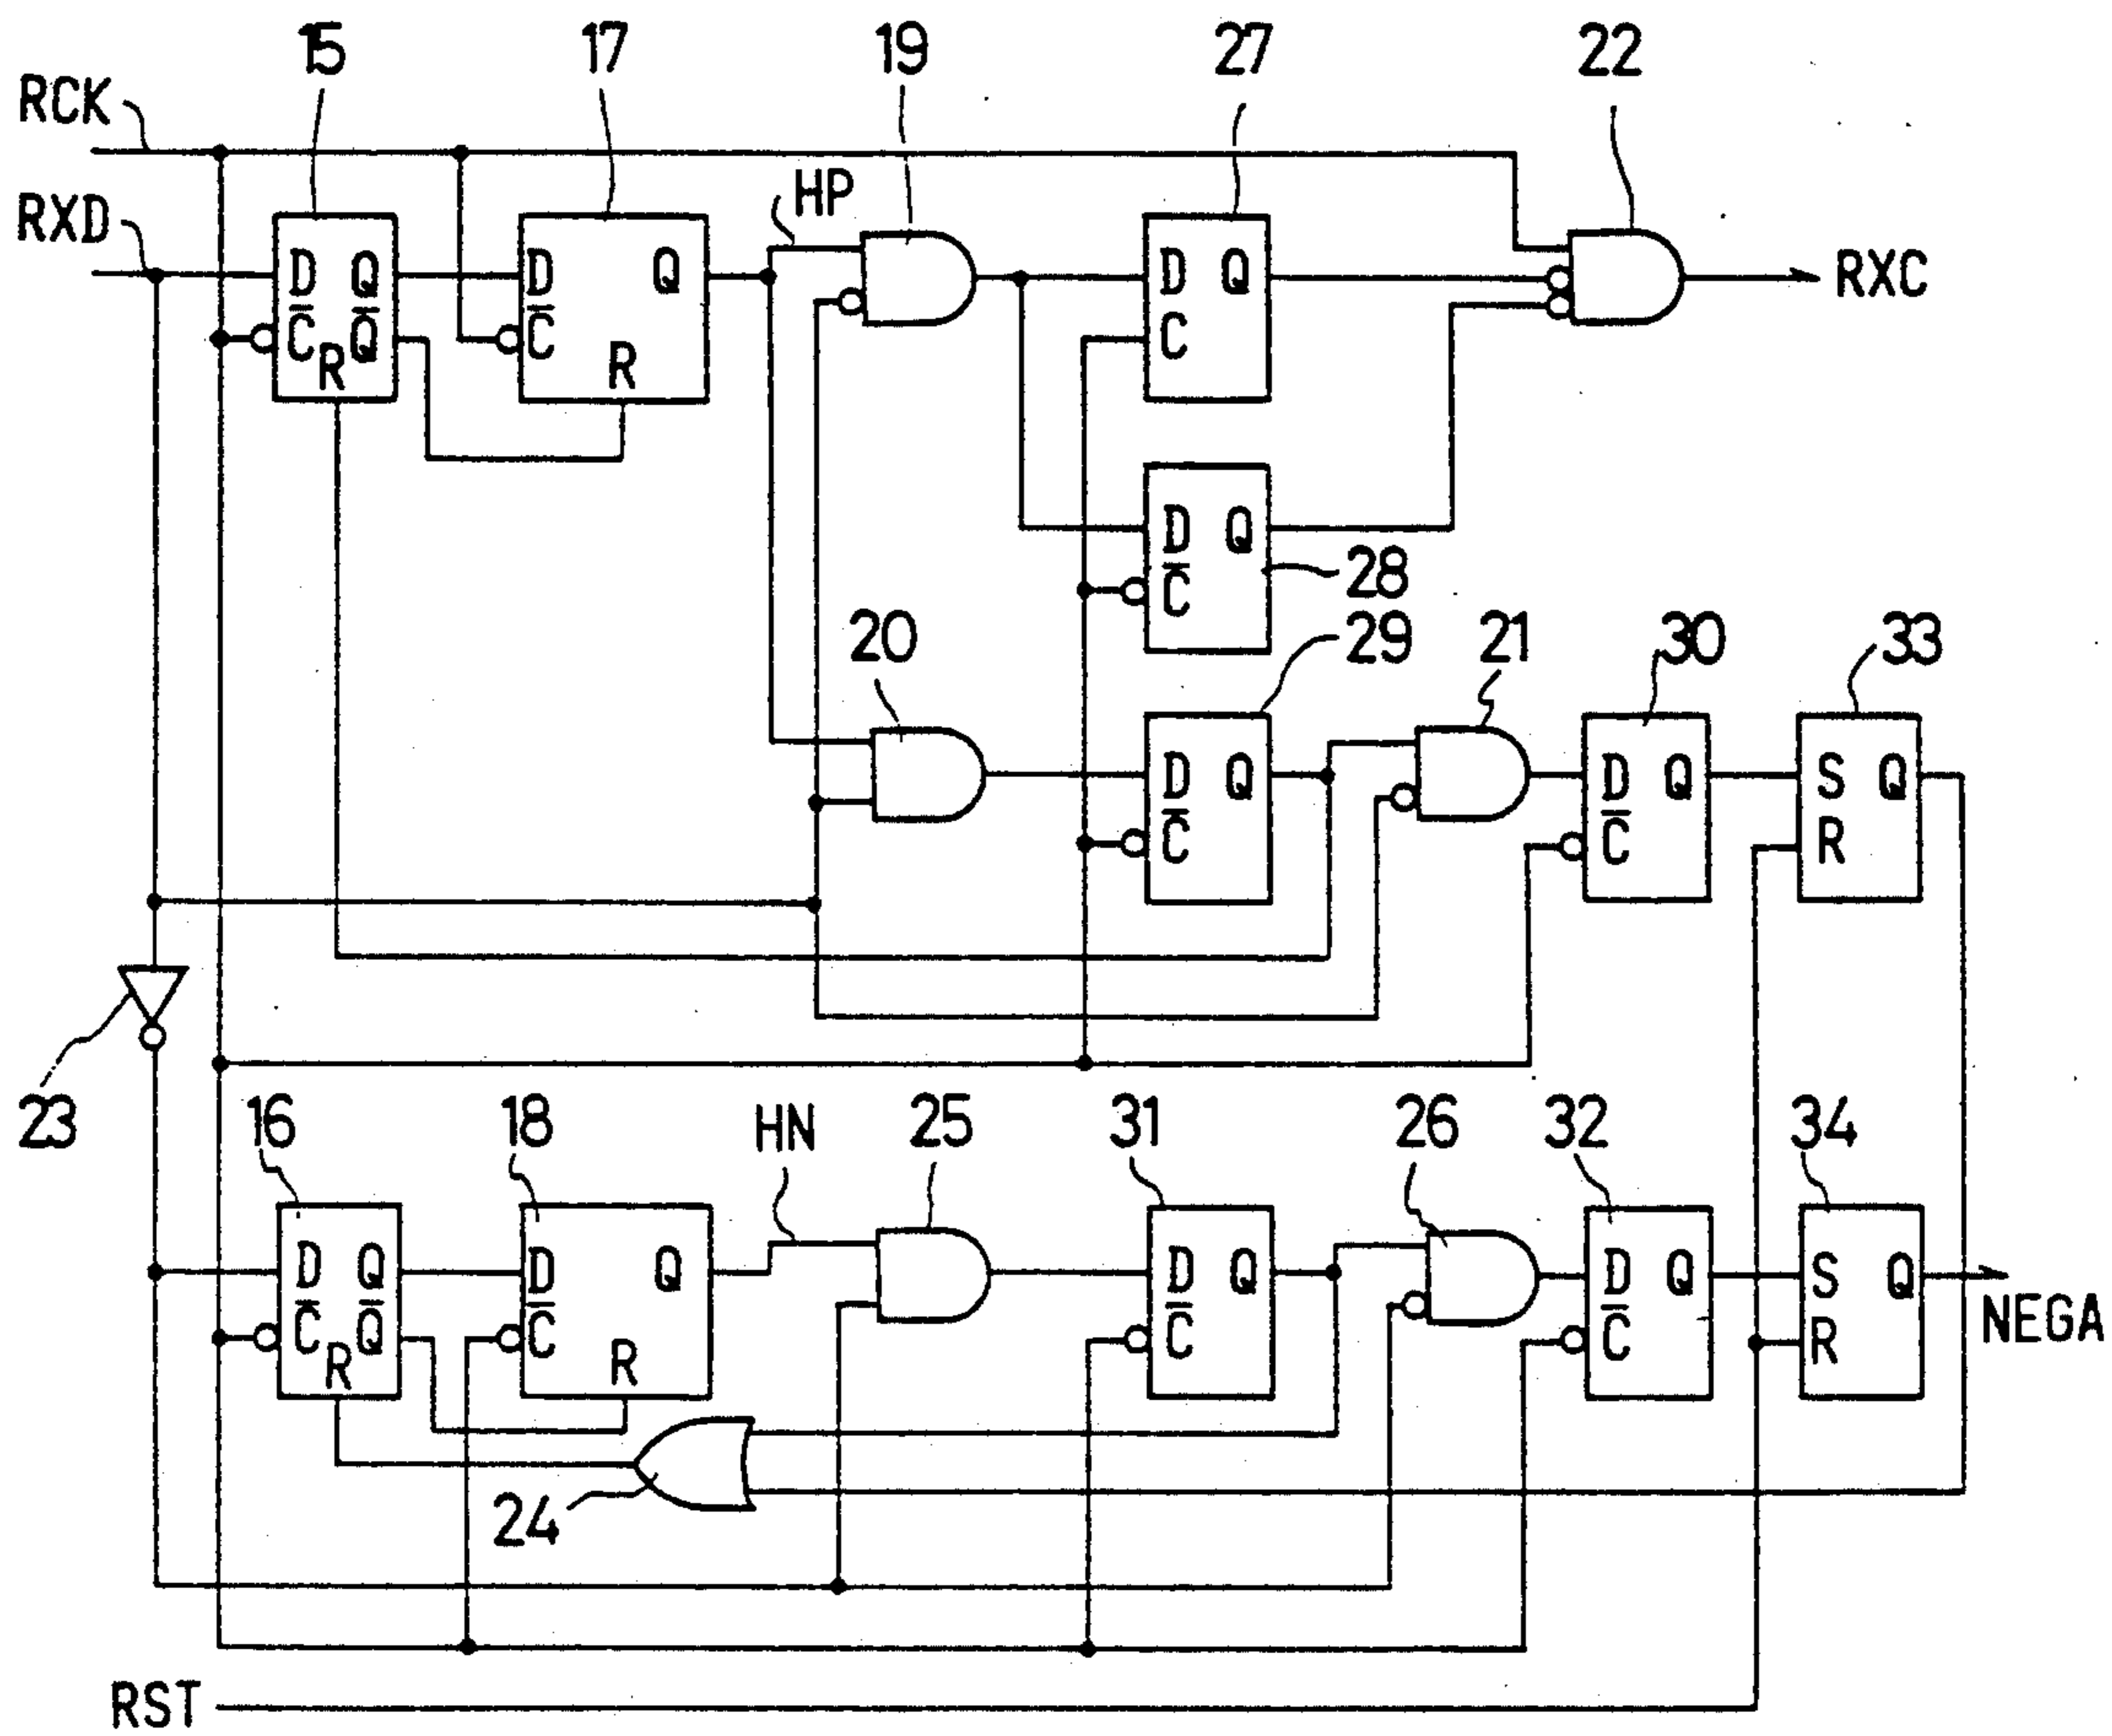 15 17 19 27 22
RCK
HP
RXD
D Q C̅ Q̅ R
D Q C̅ R
D Q C
RXC
D Q C̅
28
20 29 21 30 33
D Q C̅
D Q C̅
S Q R
23
16 18 HN 25 31 26 32 34
D Q C̅ Q̅ R
D Q C̅ R
D Q C̅
D Q C̅
S Q R
NEGA
24
RST